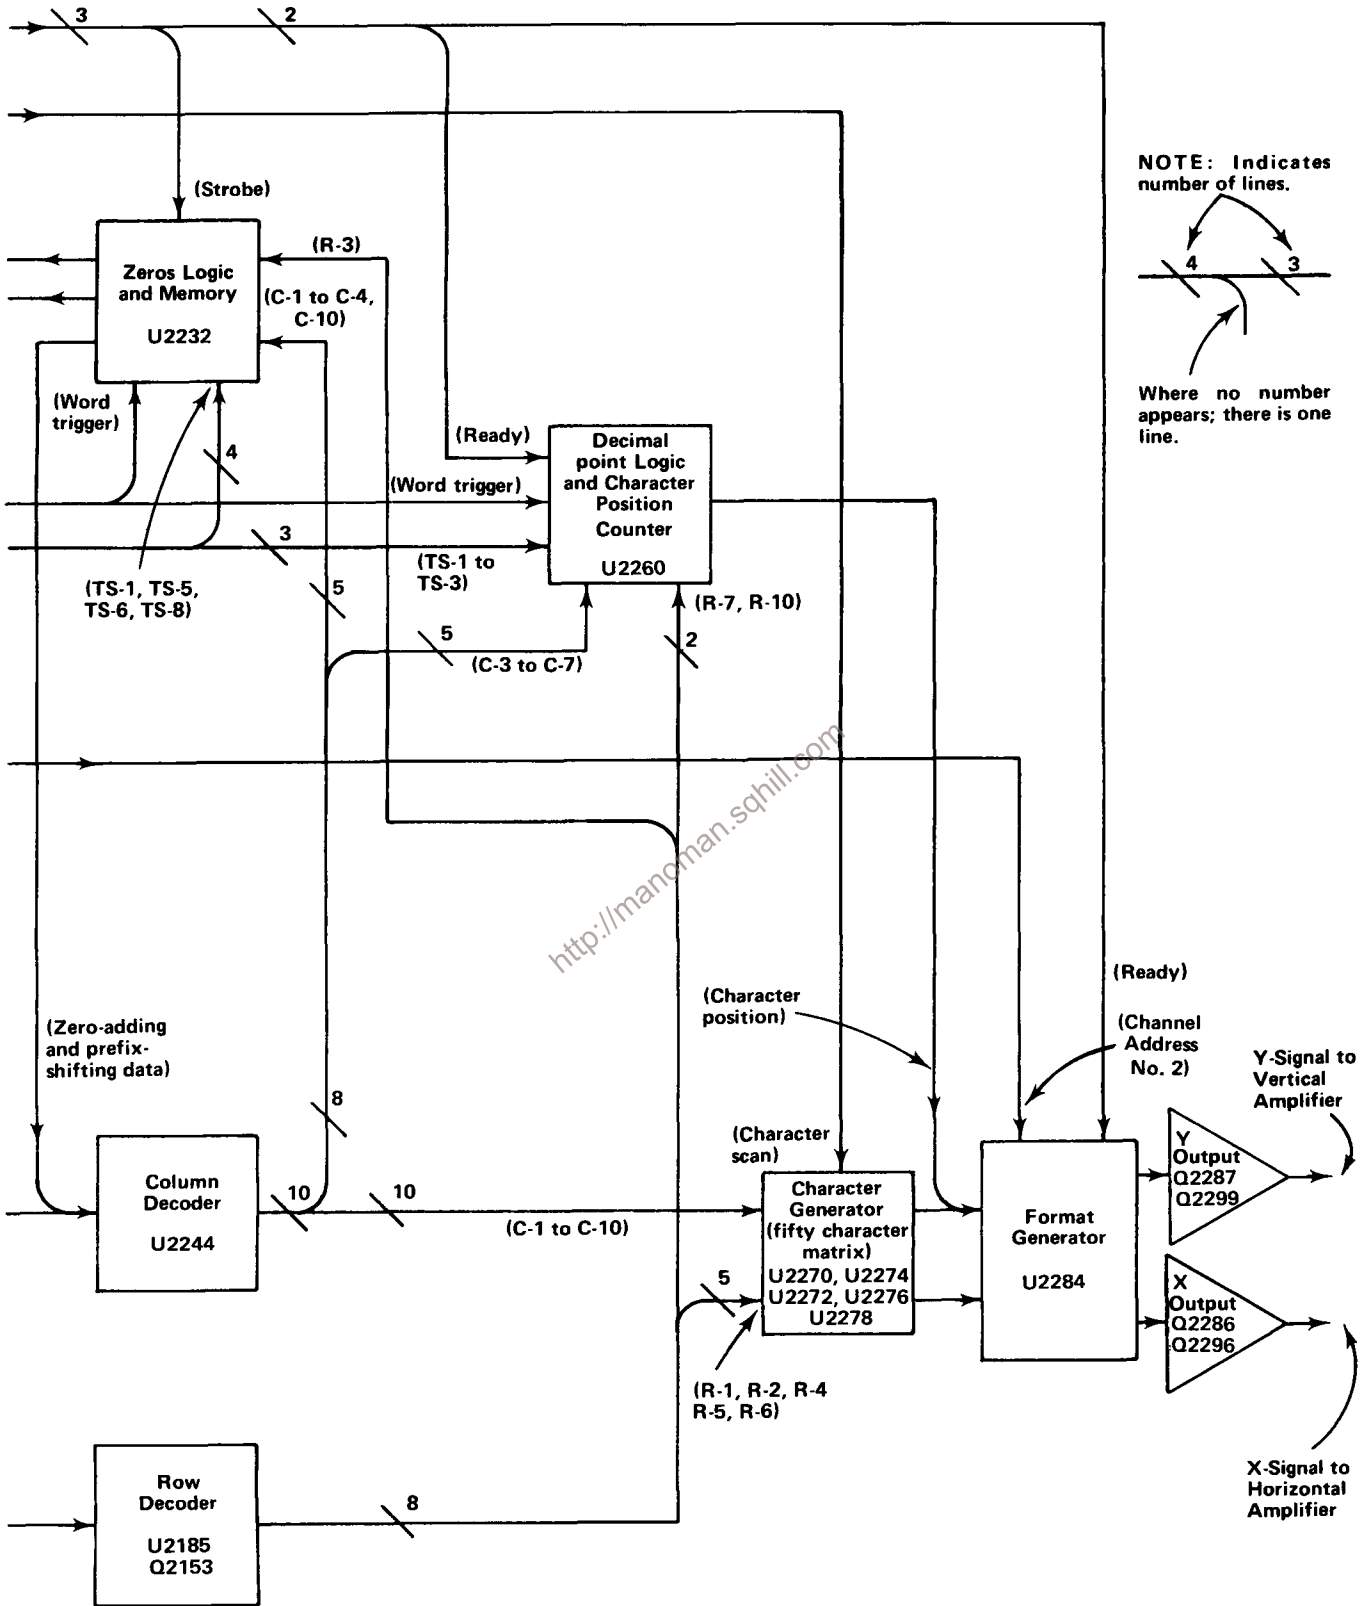 3
2
NOTE: Indicates
number of lines.
4
3
Where no number
appears; there is one
line.
(Strobe)
(R-3)
Zeros Logic
and Memory
U2232
(C-1 to C-4,
C-10)
(Word
trigger)
4
(Ready)
Decimal
point Logic
and Character
Position
Counter
U2260
(Word trigger)
3
(TS-1 to
TS-3)
(TS-1, TS-5,
TS-6, TS-8)
5
(R-7, R-10)
5
2
(C-3 to C-7)
http://manoman.sqhill.com
(Ready)
(Character
position)
(Channel
Address
No. 2)
(Zero-adding
and prefix-
shifting data)
Y-Signal to
Vertical
Amplifier
8
(Character
scan)
Y
Output
Q2287
Q2299
Column
Decoder
U2244
10
10
(C-1 to C-10)
Character
Generator
(fifty character
matrix)
U2270, U2274
U2272, U2276
U2278
Format
Generator
U2284
5
X
Output
Q2286
Q2296
(R-1, R-2, R-4
R-5, R-6)
X-Signal to
Horizontal
Amplifier
Row
Decoder
U2185
Q2153
8